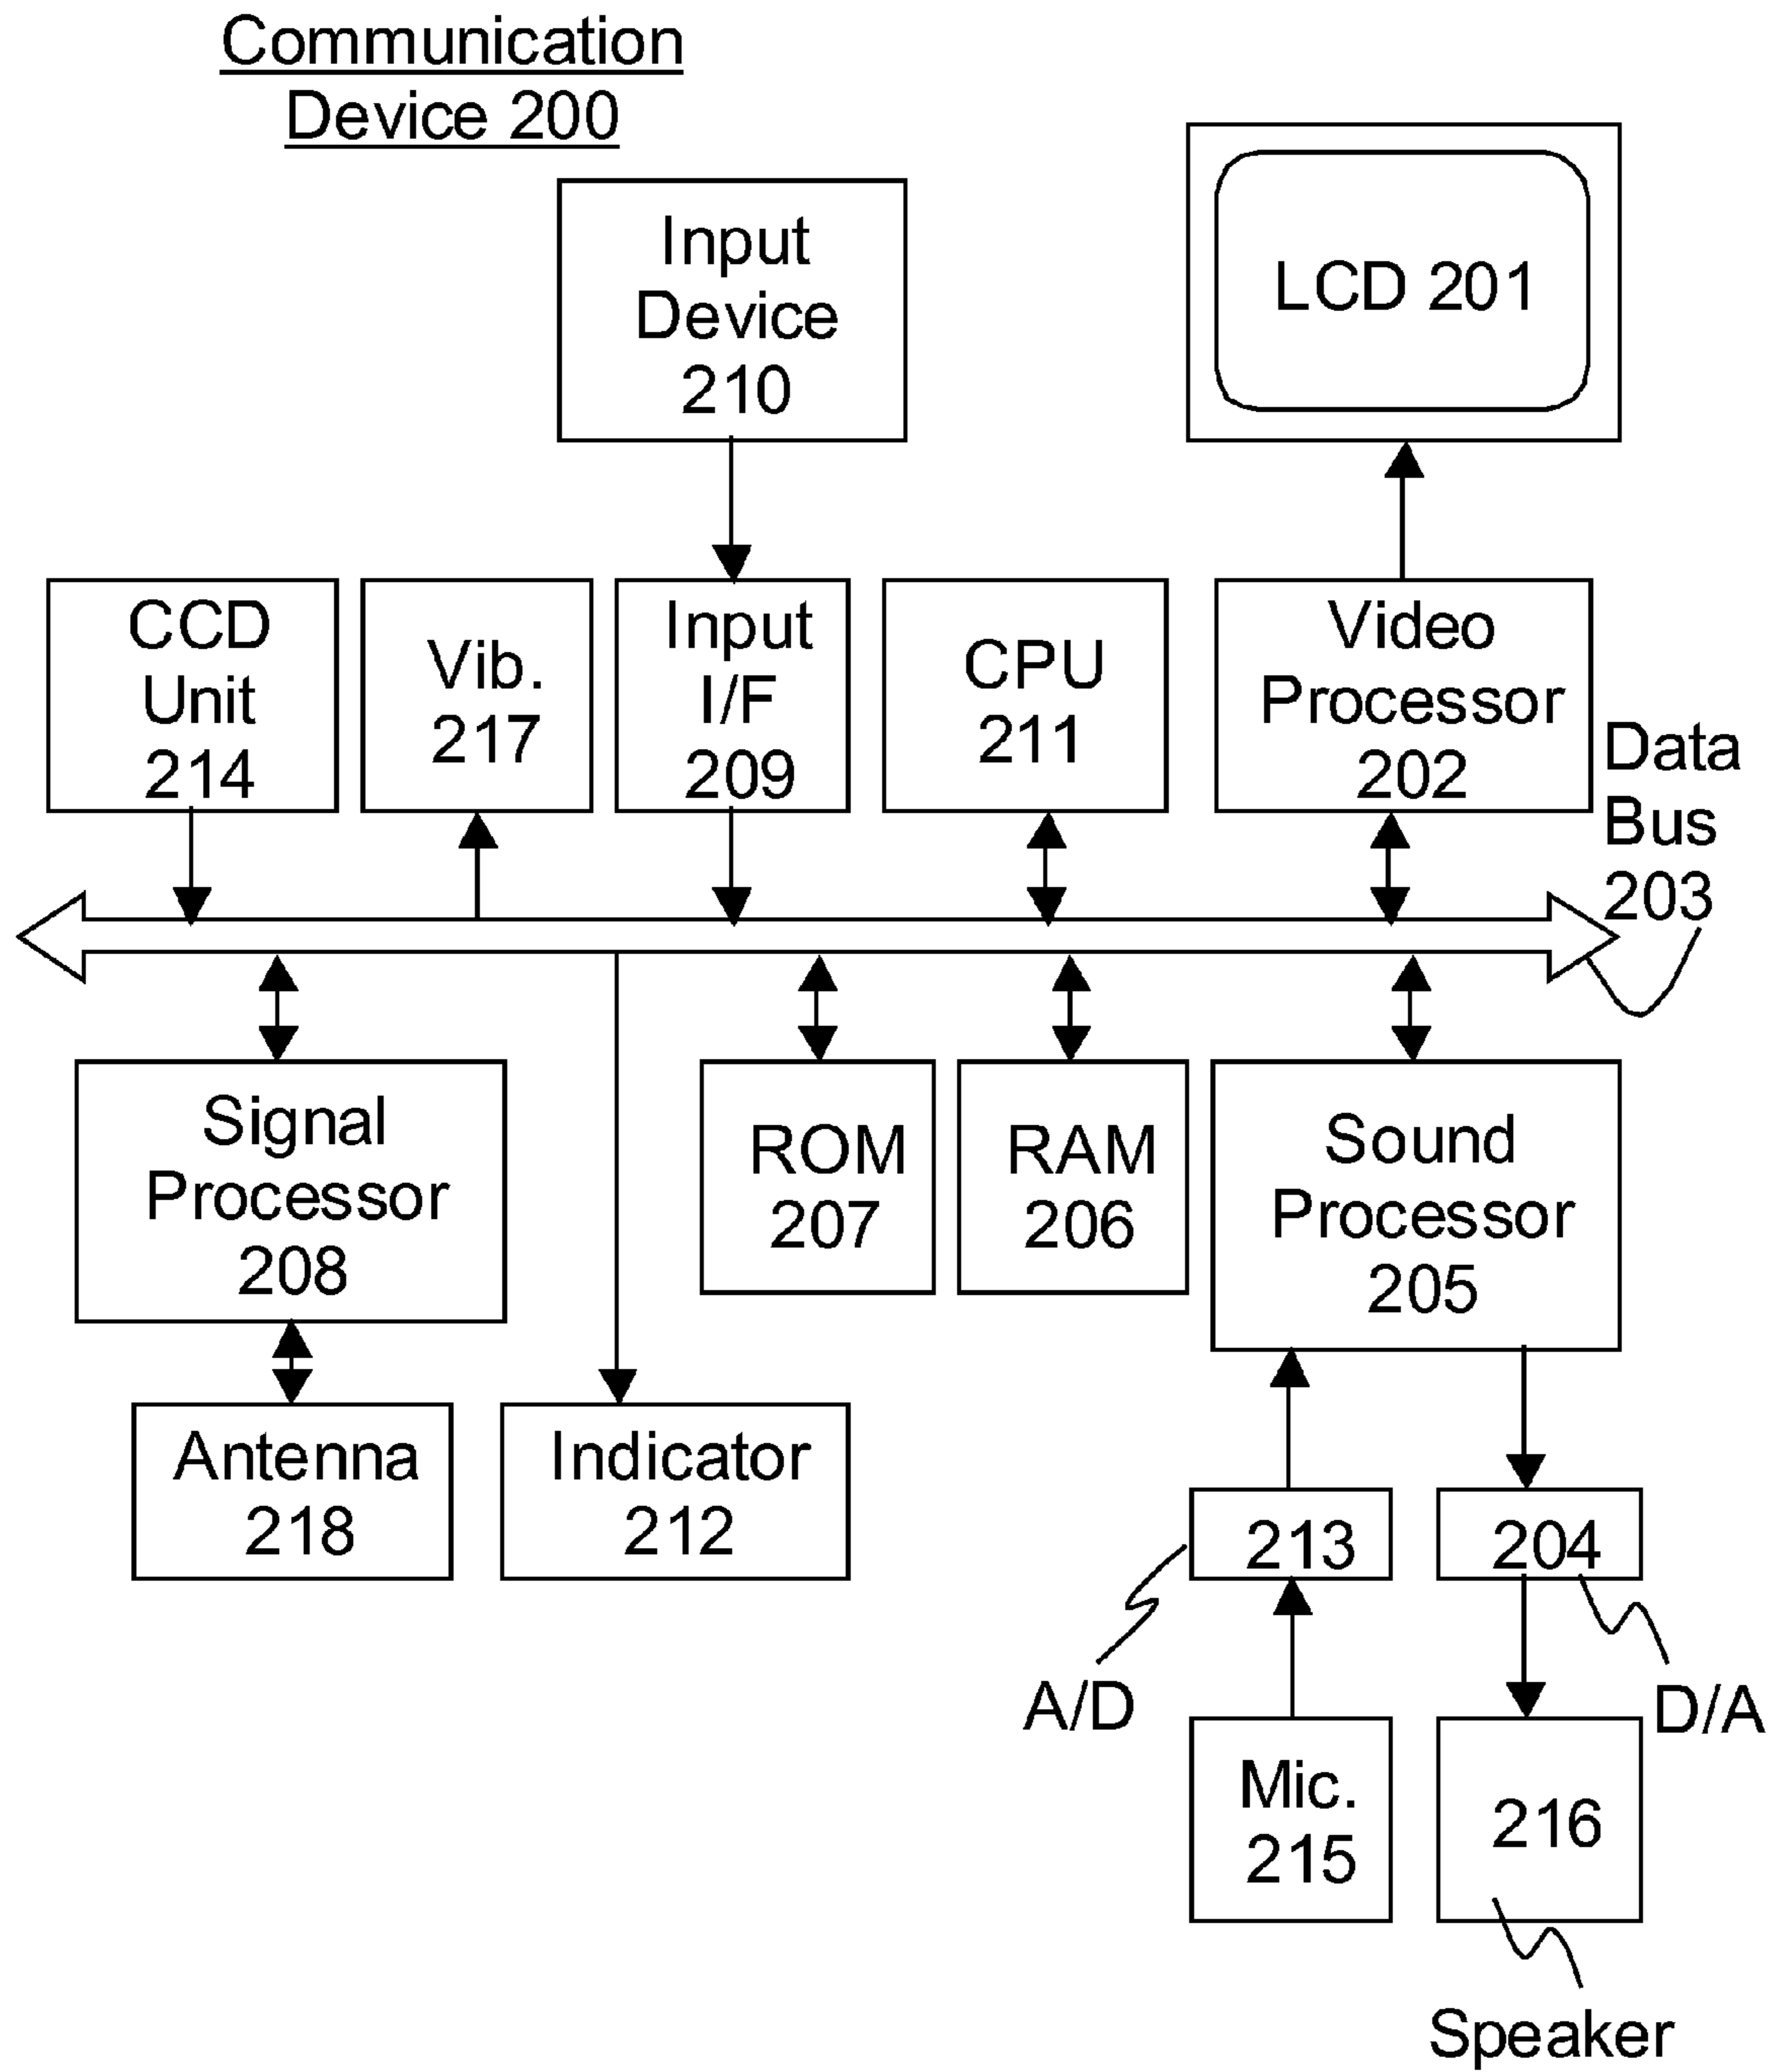 Communication
Device 200
Input
Device
210
LCD 201
CCD
Unit
214
Vib.
217
Input
I/F
209
CPU
211
Video
Processor
202
Data
Bus
203
Signal
Processor
208
ROM
207
RAM
206
Sound
Processor
205
Antenna
218
Indicator
212
213
204
A/D
D/A
Mic.
215
216
Speaker